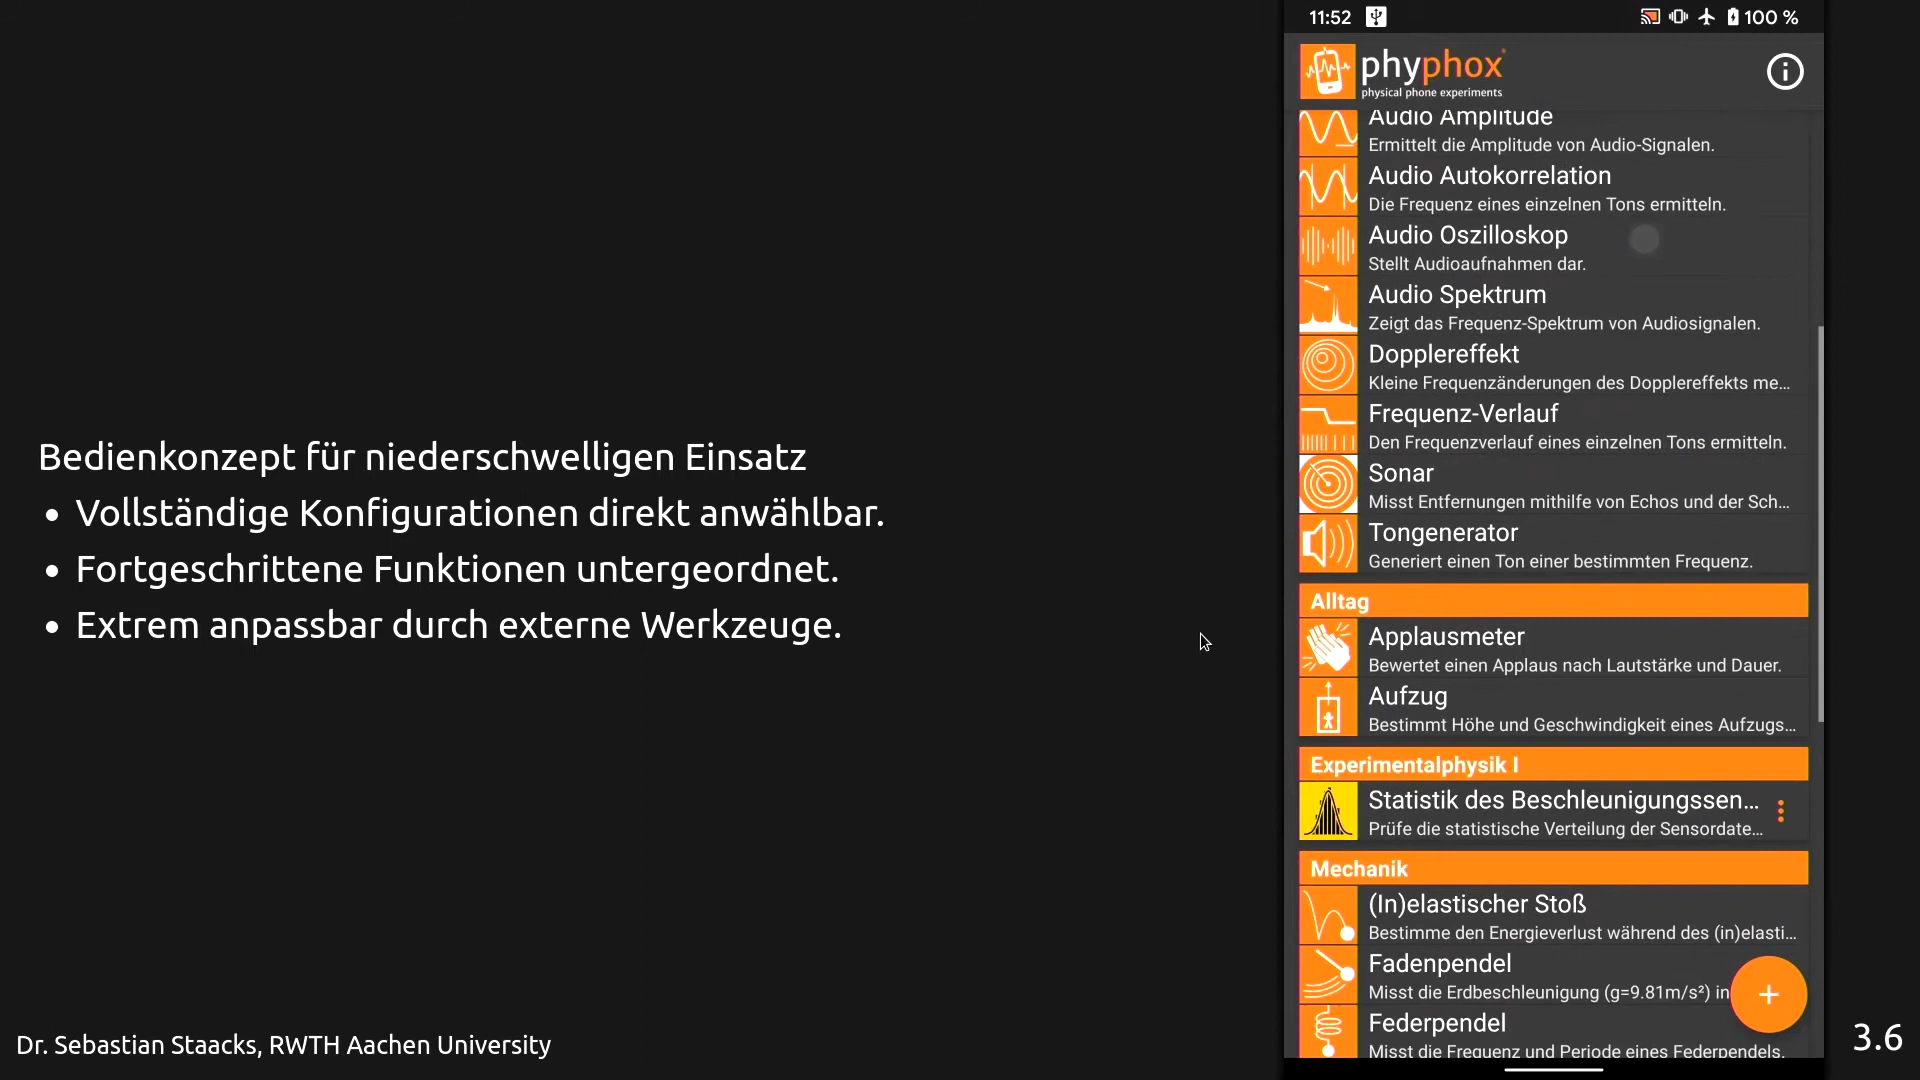 Bedienkonzept für niederschwelligen Einsatz
• Vollständige Konfigurationen direkt anwählbar.
• Fortgeschrittene Funktionen untergeordnet.
• Extrem anpassbar durch externe Werkzeuge.
Dr. Sebastian Staacks, RWTH Aachen University
11:52
100 %
phyphox
physical phone experiments
Audio Amplitude
Ermittelt die Amplitude von Audio-Signalen.
Audio Autokorrelation
Die Frequenz eines einzelnen Tons ermitteln.
Audio Oszilloskop
Stellt Audioaufnahmen dar.
Audio Spektrum
Zeigt das Frequenz-Spektrum von Audiosignalen.
Dopplereffekt
Kleine Frequenzänderungen des Dopplereffekts me...
Frequenz-Verlauf
Den Frequenzverlauf eines einzelnen Tons ermitteln.
Sonar
Misst Entfernungen mithilfe von Echos und der Sch...
Tongenerator
Generiert einen Ton einer bestimmten Frequenz.
Alltag
Applausmeter
Bewertet einen Applaus nach Lautstärke und Dauer.
Aufzug
Bestimmt Höhe und Geschwindigkeit eines Aufzugs...
Experimentalphysik I
Statistik des Beschleunigungssen...
Prüfe die statistische Verteilung der Sensordate...
Mechanik
(In)elastischer Stoß
Bestimme den Energieverlust während des (in)elasti...
Fadenpendel
Misst die Erdbeschleunigung (g=9.81m/s²) in
Federpendel
Misst die Frequenz und Periode eines Federpendels.
3.6